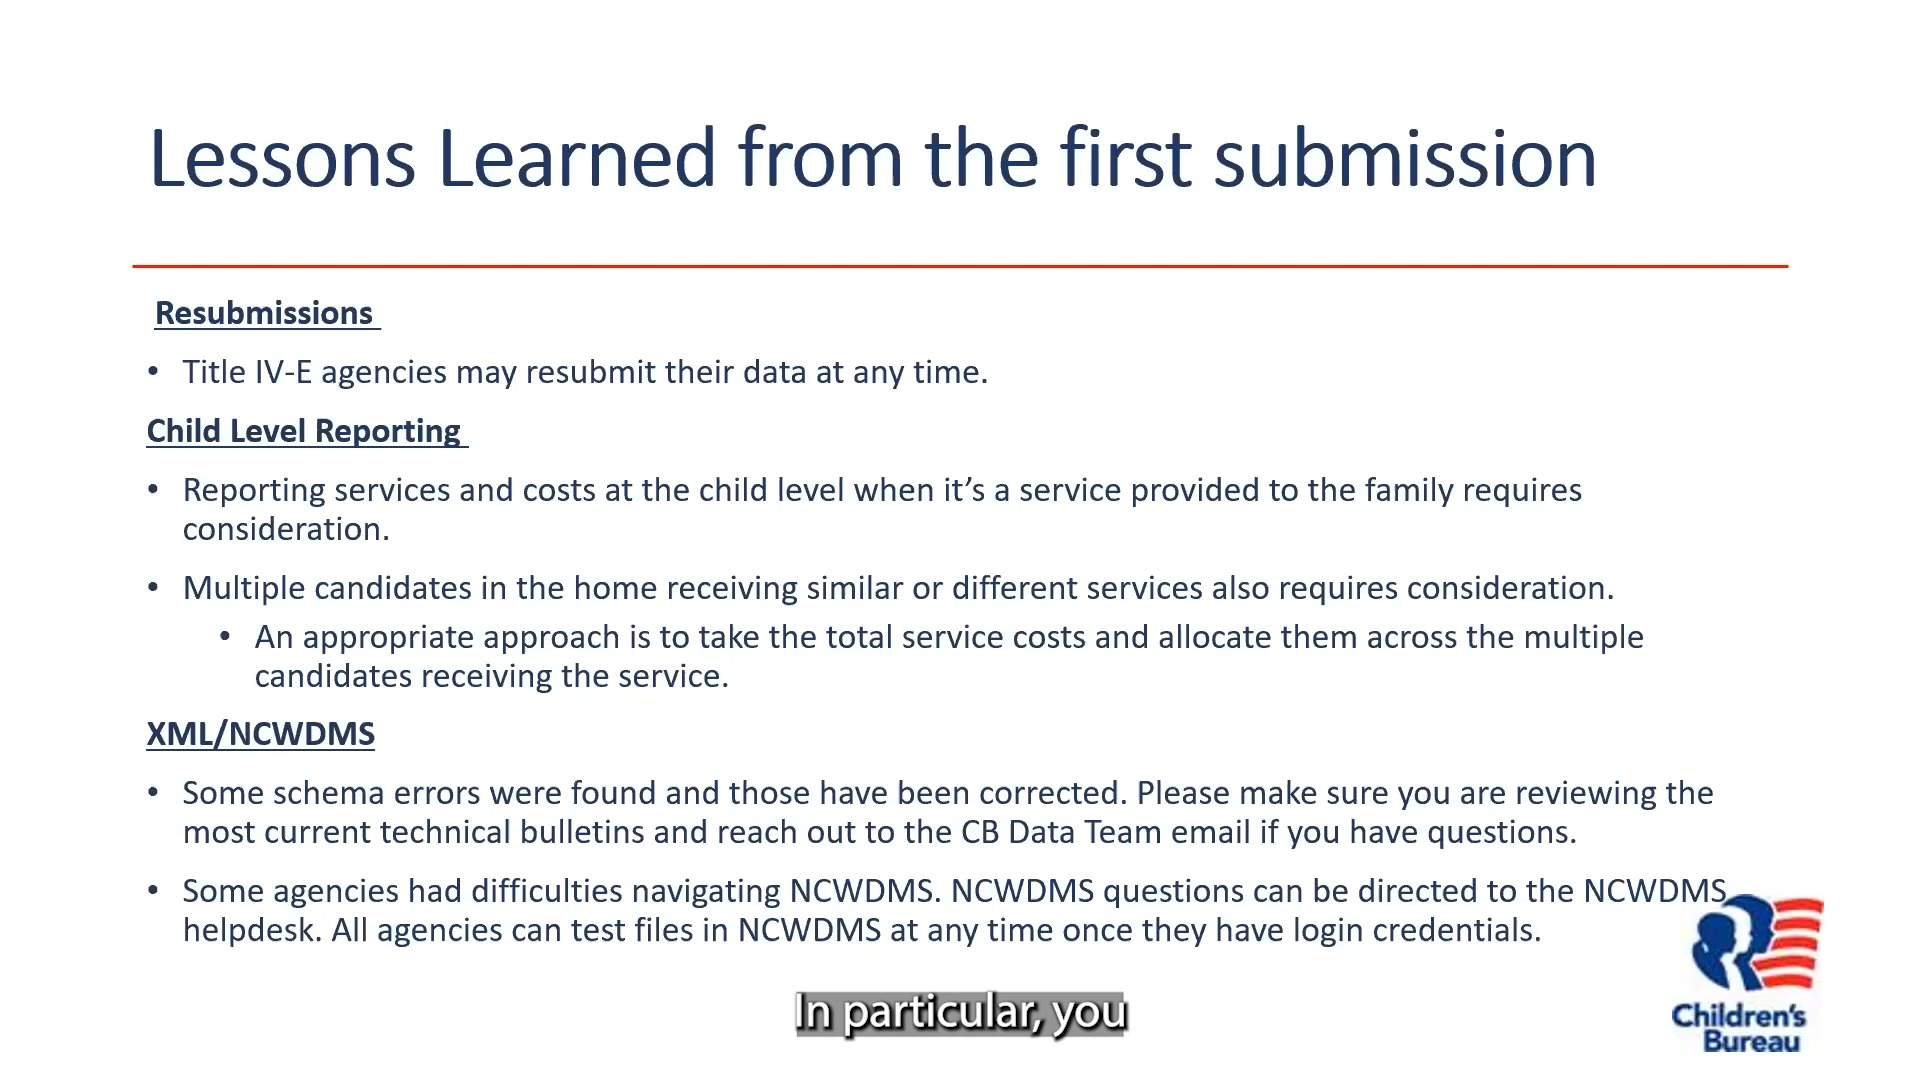 Lessons Learned from the first submission
Resubmissions
• Title IV-E agencies may resubmit their data at any time.
Child Level Reporting
• Reporting services and costs at the child level when it’s a service provided to the family requires
consideration.
• Multiple candidates in the home receiving similar or different services also requires consideration.
• An appropriate approach is to take the total service costs and allocate them across the multiple
candidates receiving the service.
XML/NCWDMS
• Some schema errors were found and those have been corrected. Please make sure you are reviewing the
most current technical bulletins and reach out to the CB Data Team email if you have questions.
• Some agencies had difficulties navigating NCWDMS. NCWDMS questions can be directed to the NCWDMS
helpdesk. All agencies can test files in NCWDMS at any time once they have login credentials.
In particular, you
Children's
Bureau